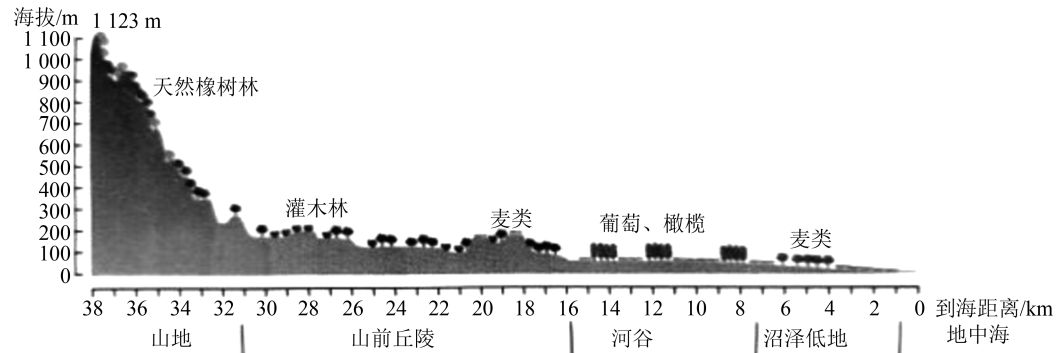 海拔/m 1 123 m
1 100
1 000
900
800
700
600
500
400
300
200
100
0
天然橡树林
灌木林
麦类
葡萄、橄榄
麦类
38 36 34 32 30 28 26 24 22 20 18 16 14 12 10 8 6 4 2 0 到海距离/km
山地 山前丘陵 河谷 沼泽低地 地中海